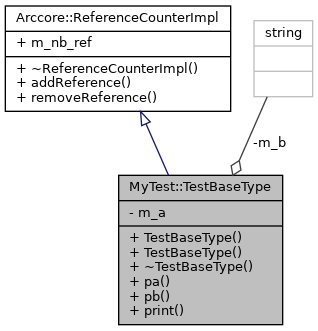 Arccore::ReferenceCounterImpl
+ m_nb_ref
+ ~ReferenceCounterImpl()
+ addReference()
+ removeReference()
string
-m_b
MyTest::TestBaseType
- m_a
+ TestBaseType()
+ TestBaseType()
+ ~TestBaseType()
+ pa()
+ pb()
+ print()